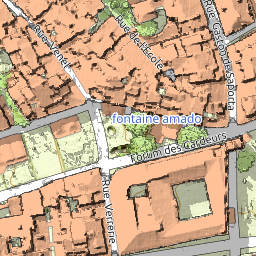 Rue Venel
Rue de l'École
Rue Gaston de Saporta
fontaine amado
Forum des Cardeurs
Rue Verrerie